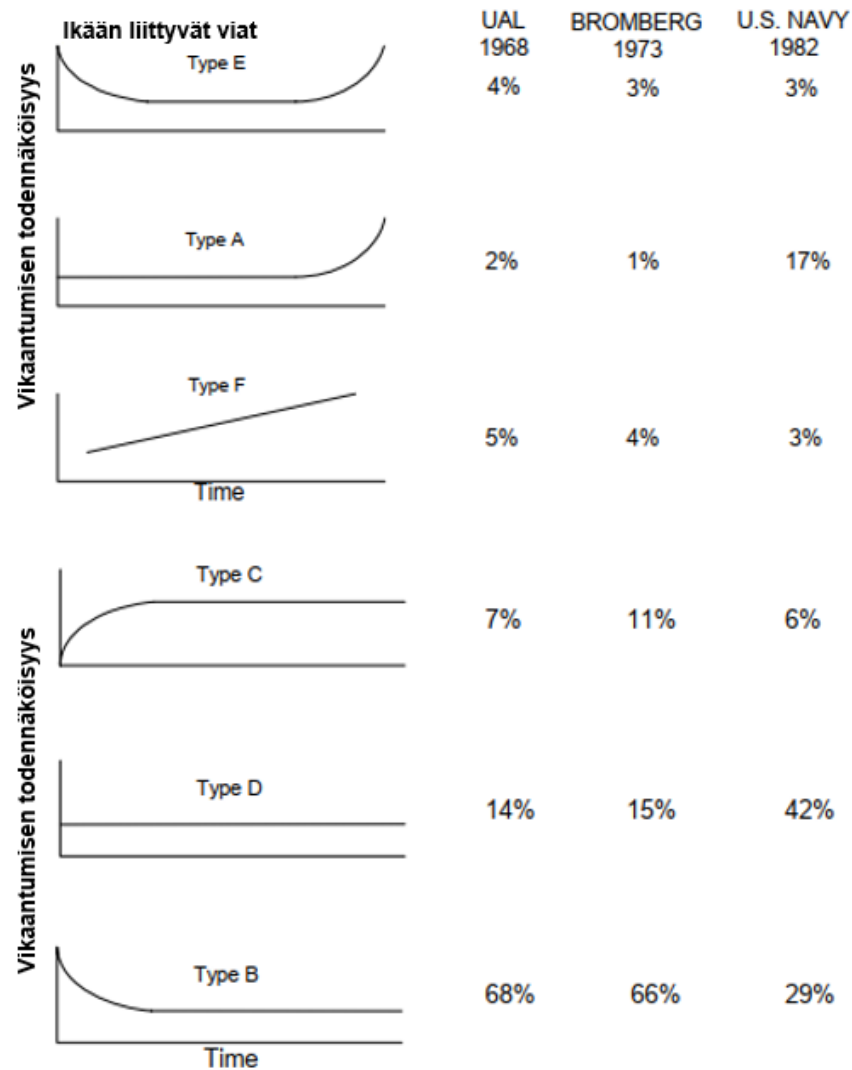 Ikään liittyvät viat
UAL BROMBERG U.S. NAVY
1968 1973 1982
Type E
4% 3% 3%
Vikaantumisen todennäköisyys
Type A
2% 1% 17%
Type F
5% 4% 3%
Time
Type C
7% 11% 6%
Vikaantumisen todennäköisyys
Type D
14% 15% 42%
Type B
68% 66% 29%
Time